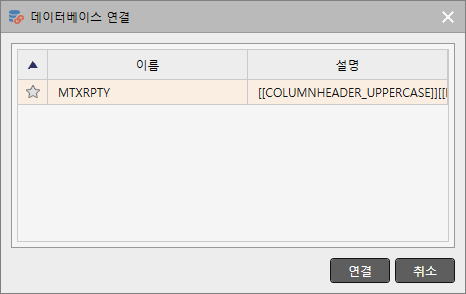 데이터베이스 연결
이름 설명
MTXRPTY [[COLUMNHEADER_UPPERCASE]][[
연결 취소